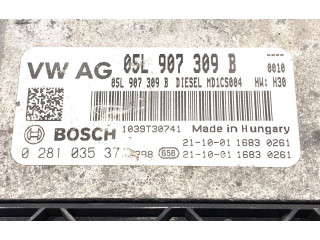 VW AG 05L 907 309 B 0010
05L 907 309 B DIESEL MD1CS004 HW: H30
BOSCH 1039T30741 Made in Hungary
21-10-01 1683 0261
0 281 035 37 658 21-10-01 1683 0261